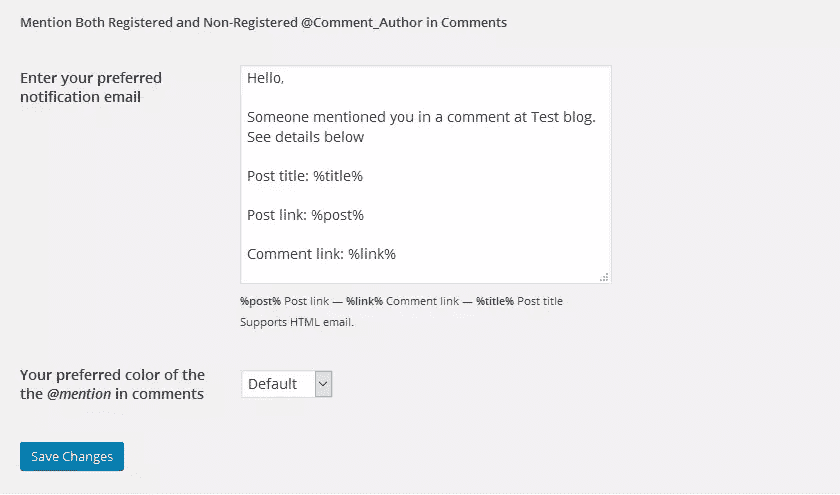 Mention Both Registered and Non-Registered @Comment_Author in Comments
Enter your preferred
notification email
Hello,
Someone mentioned you in a comment at Test blog.
See details below
Post title: %title%
Post link: %post%
Comment link: %link%
%post% Post link — %link% Comment link — %title% Post title
Supports HTML email.
Your preferred color of the
the @mention in comments
Default
Save Changes